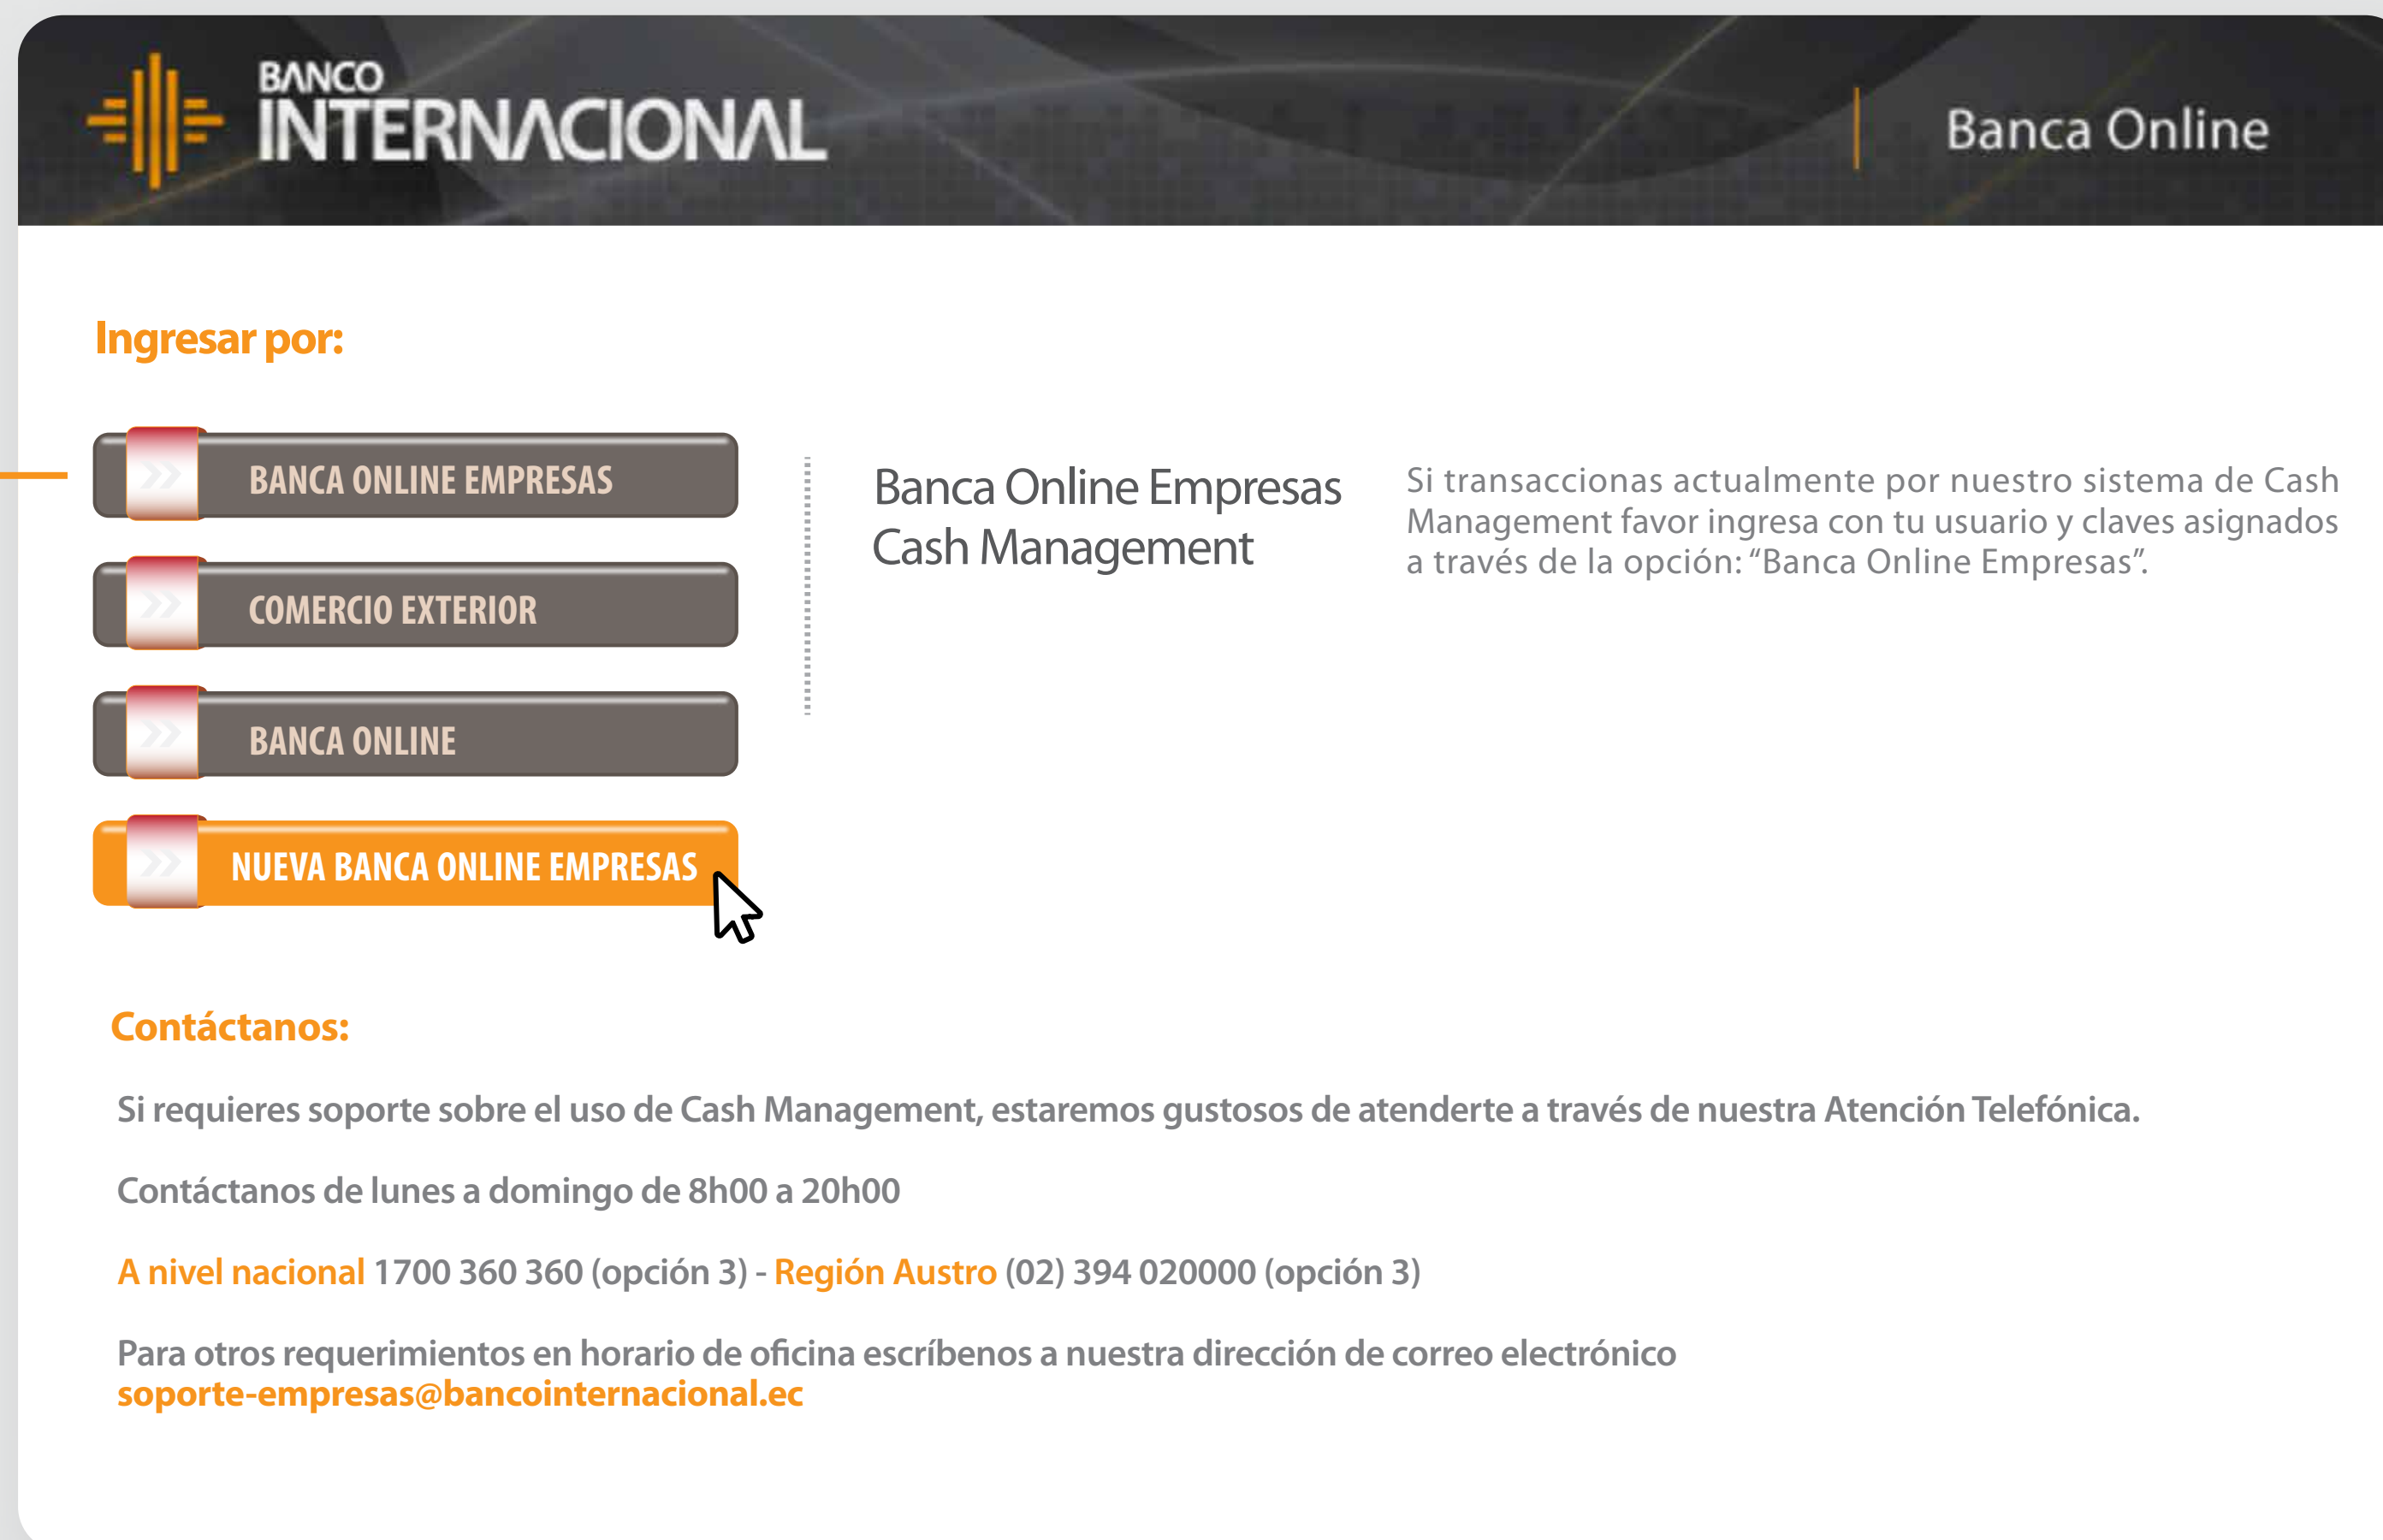 BANCO
INTERNACIONAL
Banca Online
Ingresar por:
BANCA ONLINE EMPRESAS
COMERCIO EXTERIOR
BANCA ONLINE
NUEVA BANCA ONLINE EMPRESAS
Banca Online Empresas
Cash Management
Si transaccionas actualmente por nuestro sistema de Cash
Management favor ingresa con tu usuario y claves asignados
a través de la opción: “Banca Online Empresas”.
Contáctanos:
Si requieres soporte sobre el uso de Cash Management, estaremos gustosos de atenderte a través de nuestra Atención Telefónica.
Contáctanos de lunes a domingo de 8h00 a 20h00
A nivel nacional 1700 360 360 (opción 3) - Región Austro (02) 394 020000 (opción 3)
Para otros requerimientos en horario de oficina escríbenos a nuestra dirección de correo electrónico
soporte-empresas@bancointernacional.ec